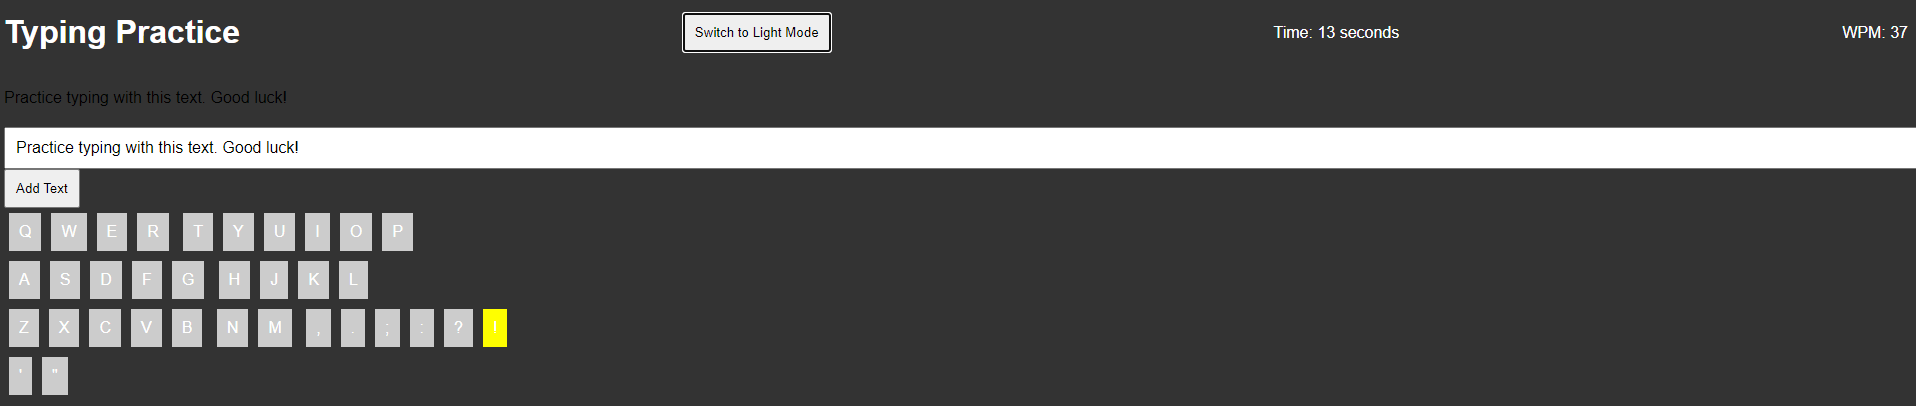 Typing Practice Switch to Light Mode Time: 13 seconds WPM: 37
Practice typing with this text. Good luck!
Practice typing with this text. Good luck!
Add Text
Q W E R T Y U I O P
A S D F G H J K L
Z X C V B N M , . ; : ? !
' "